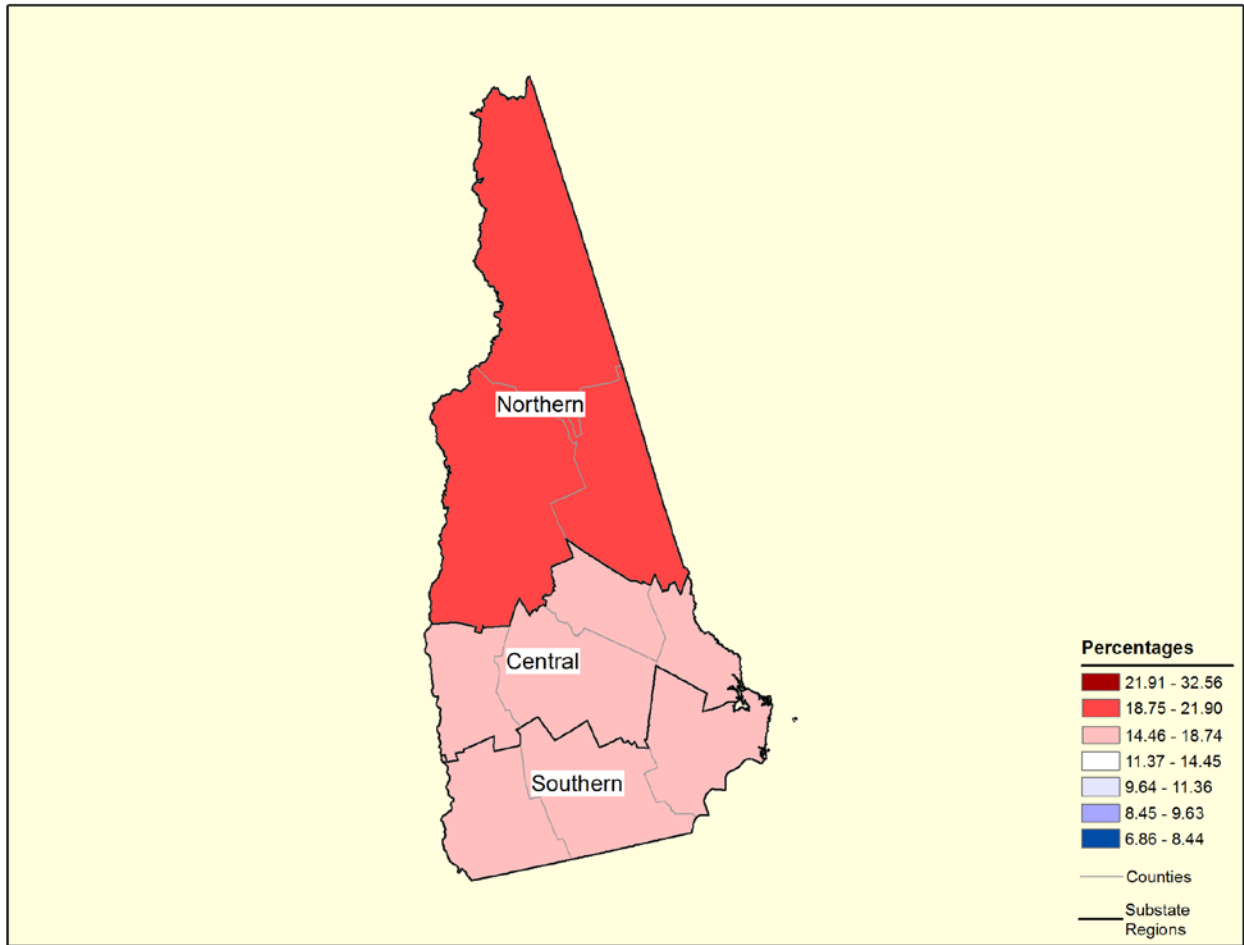 Northern
Central
Southern
Percentages
21.91 - 32.56
18.75 - 21.90
14.46 - 18.74
11.37 - 14.45
9.64 - 11.36
8.45 - 9.63
6.86 - 8.44
Counties
Substate
Regions